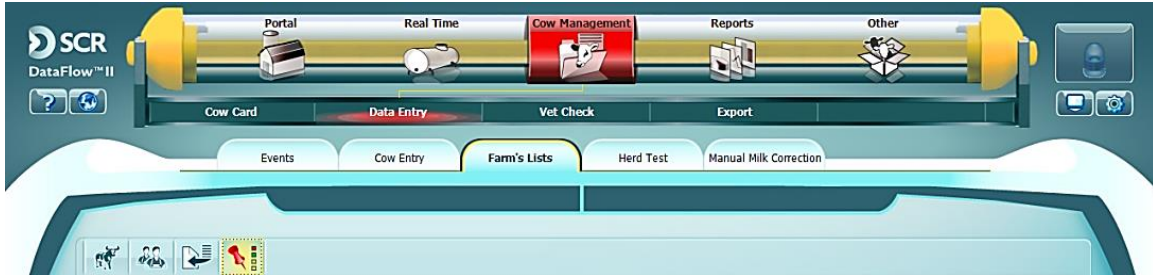 Portal Real Time Cow Management Reports Other
SCR
DataFlow™II
?
Cow Card Data Entry Vet Check Export
Events Cow Entry Farm's Lists Herd Test Manual Milk Correction